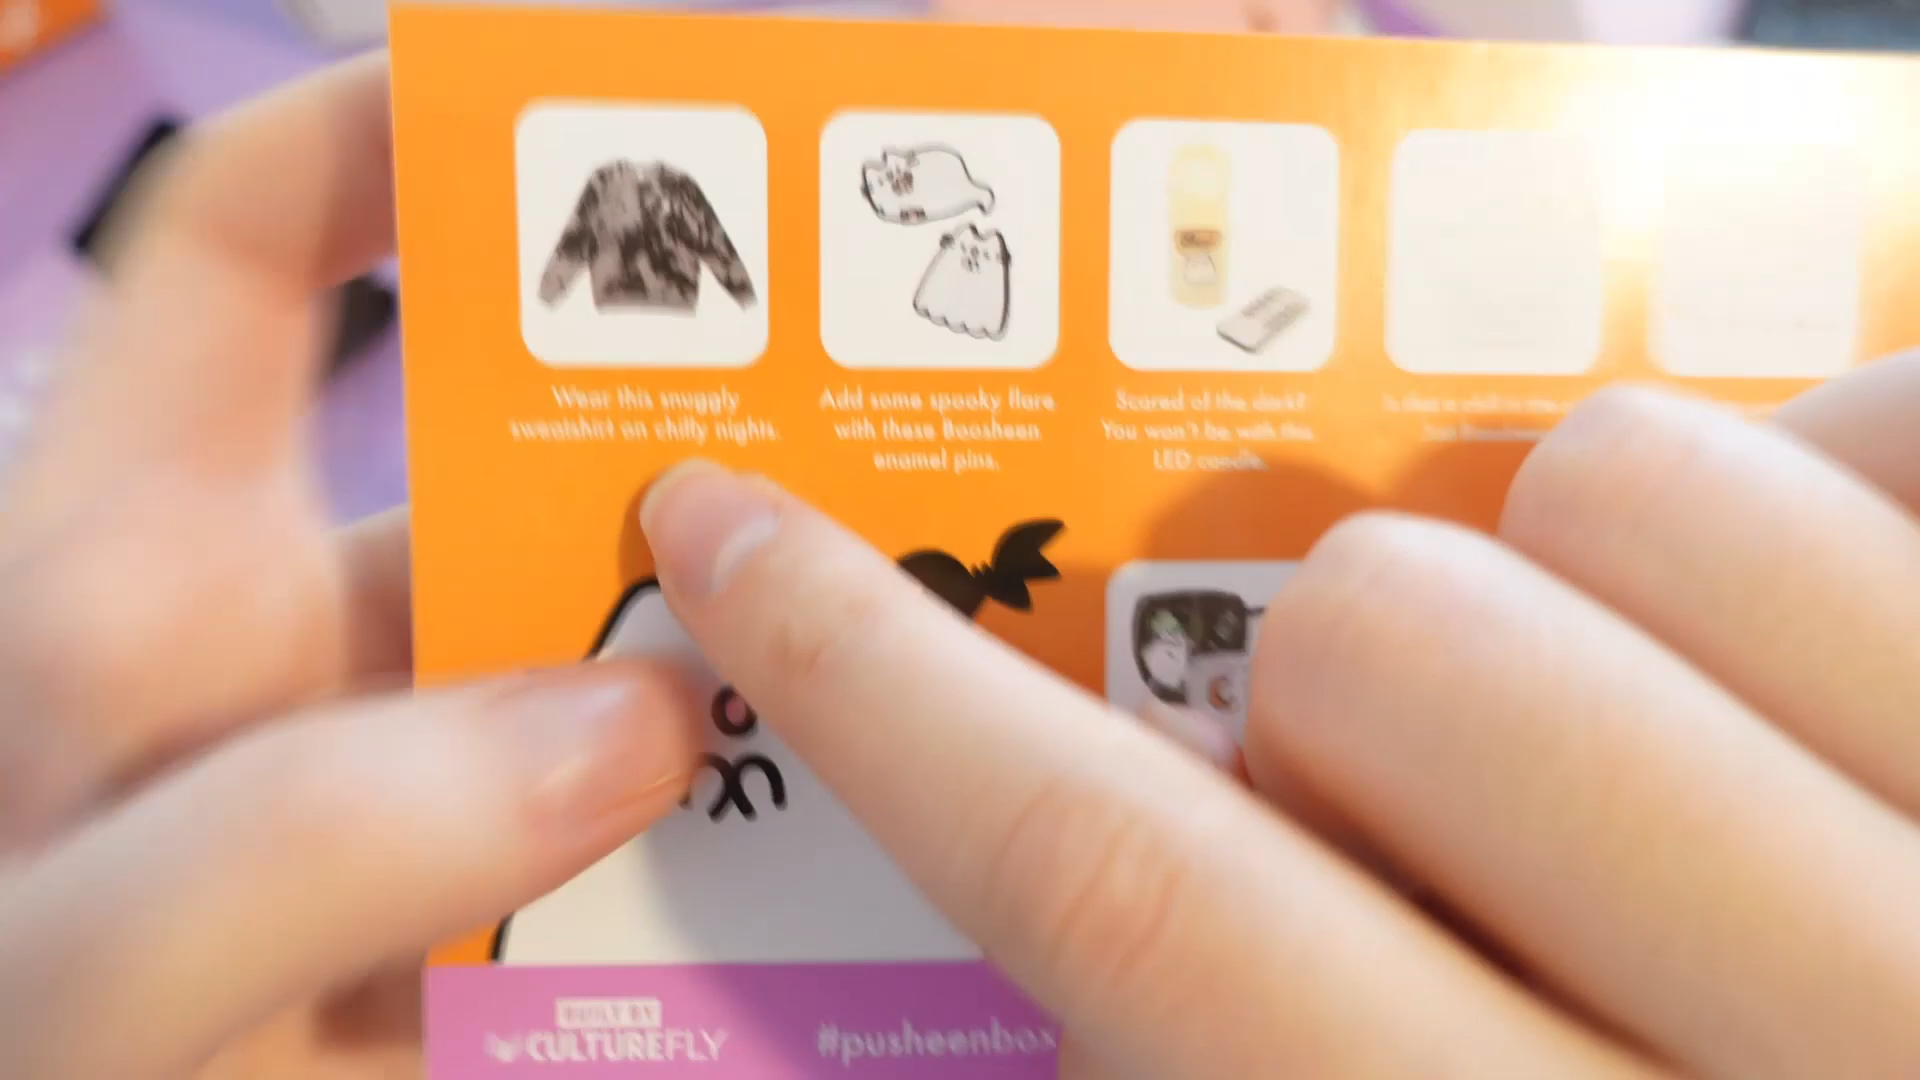 Wear this snuggly
sweatshirt on chilly nights.
Add some spooky flare
with these Boosheen
enamel pins.
Scared of the dark?
You won't be with this
LED candle.
BUILT BY
CULTUREFLY
#pusheenbox